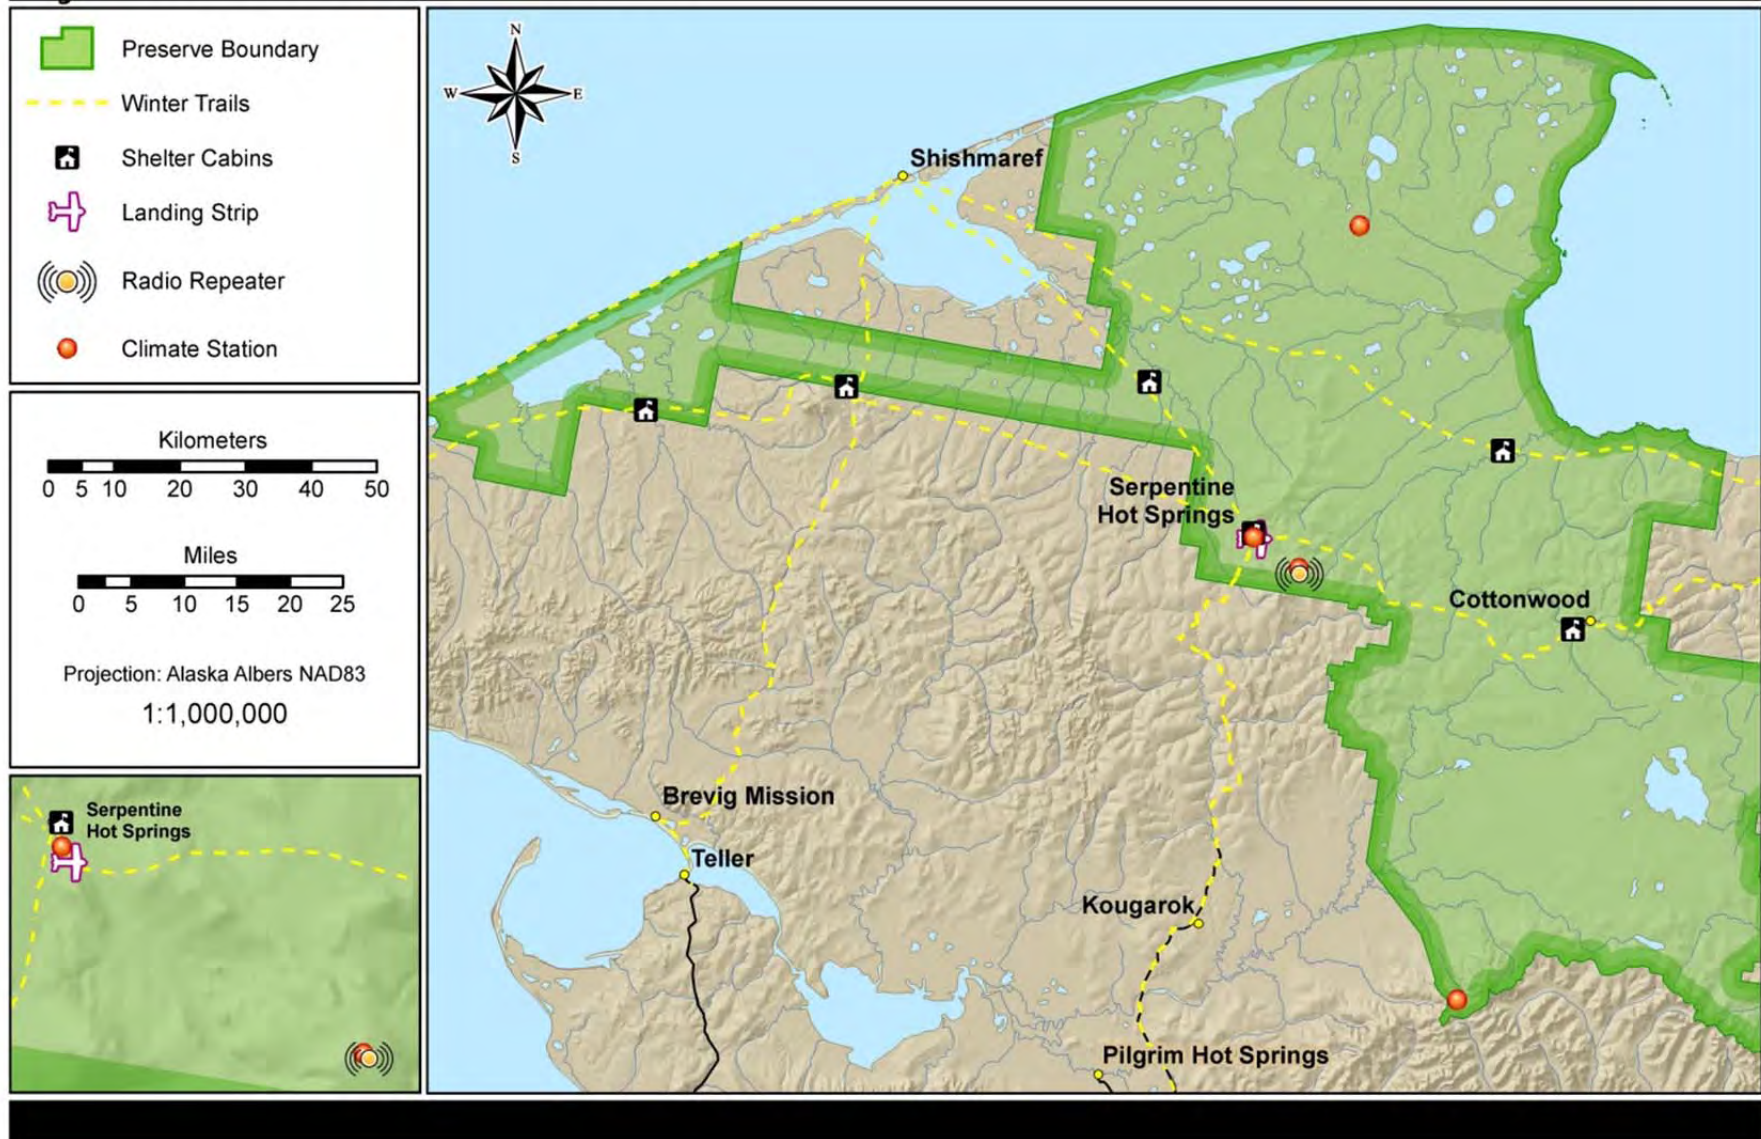 Preserve Boundary
Winter Trails
Shelter Cabins
Landing Strip
Radio Repeater
Climate Station
Kilometers
0 5 10 20 30 40 50
Miles
0 5 10 15 20 25
Projection: Alaska Albers NAD83
1:1,000,000
Serpentine
Hot Springs
N
W E
S
Shishmaref
Serpentine
Hot Springs
Cottonwood
Brevig Mission
Teller
Kougarok
Pilgrim Hot Springs